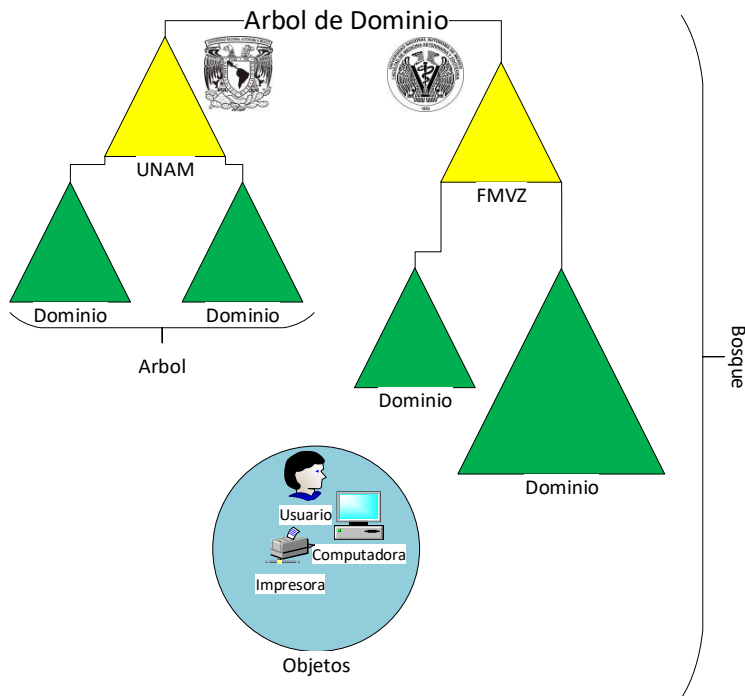 Arbol de Dominio
UNAM
FMVZ
Dominio
Dominio
Arbol
Dominio
Dominio
Bosque
Usuario
Computadora
Impresora
Objetos